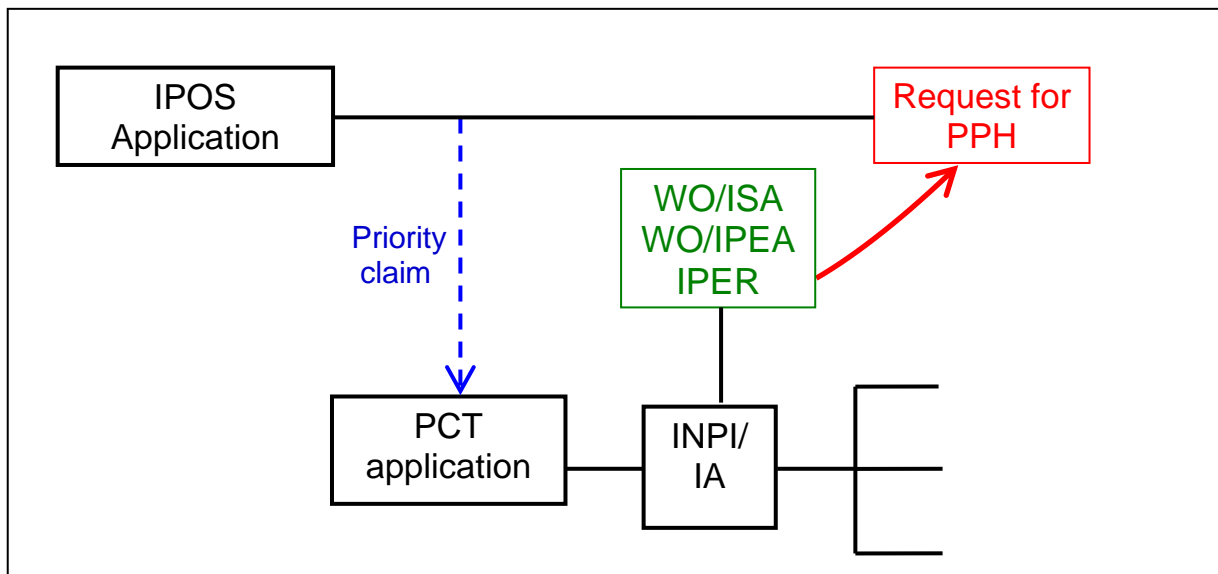 IPOS
Application
Request for
PPH
WO/ISA
WO/IPEA
IPER
Priority
claim
PCT
application
INPI/
IA